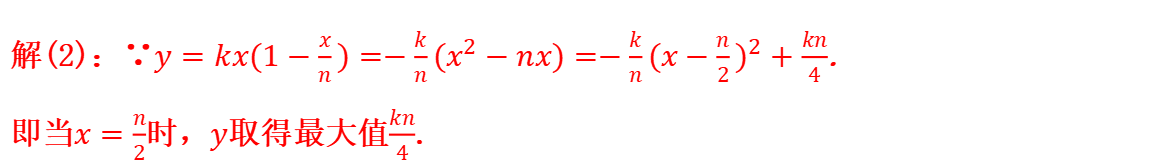 解(2)：∵y = kx(1 − x/n) =− k/n (x² − nx) =− k/n (x − n/2)² + kn/4.
即当x = n/2时，y取得最大值kn/4.